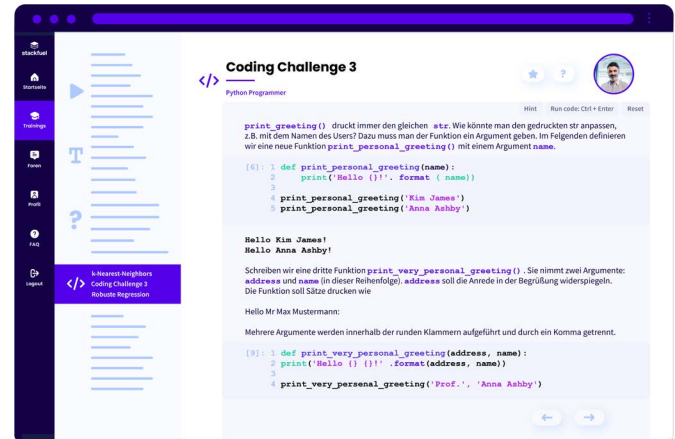 stackfuel
Startseite
Trainings
Foren
Profil
FAQ
Logout
T
?
k-Nearest-Neighbors
</> Coding Challenge 3
Robuste Regression
</> Coding Challenge 3
Python Programmer
?
Hint Run code: Ctrl + Enter Reset
print_greeting() druckt immer den gleichen str. Wie könnte man den gedruckten str anpassen,
z.B. mit dem Namen des Users? Dazu muss man der Funktion ein Argument geben. Im Felgenden definieren
wir eine neue Funktion print_personal_greeting() mit einem Argument name.
[6]: 1 def print_personal_greeting(name):
2 print('Hello {}!'. format ( name))
3
4 print_personal_greeting('Kim James')
5 print_personal_greeting('Anna Ashby')
Hello Kim James!
Hello Anna Ashby!
Schreiben wir eine dritte Funktion print_very_personal_greeting() . Sie nimmt zwei Argumente:
address und name (in dieser Reihenfolge). address soll die Anrede in der Begrüßung widerspiegeln.
Die Funktion soll Sätze drucken wie
Hello Mr Max Mustermann:
Mehrere Argumente werden innerhalb der runden Klammern aufgeführt und durch ein Komma getrennt.
[9]: 1 def print_very_personal_greeting(address, name):
2 print('Hello {} {}!' .format(address, name))
3
4 print_very_persenal_greeting('Prof.', 'Anna Ashby')